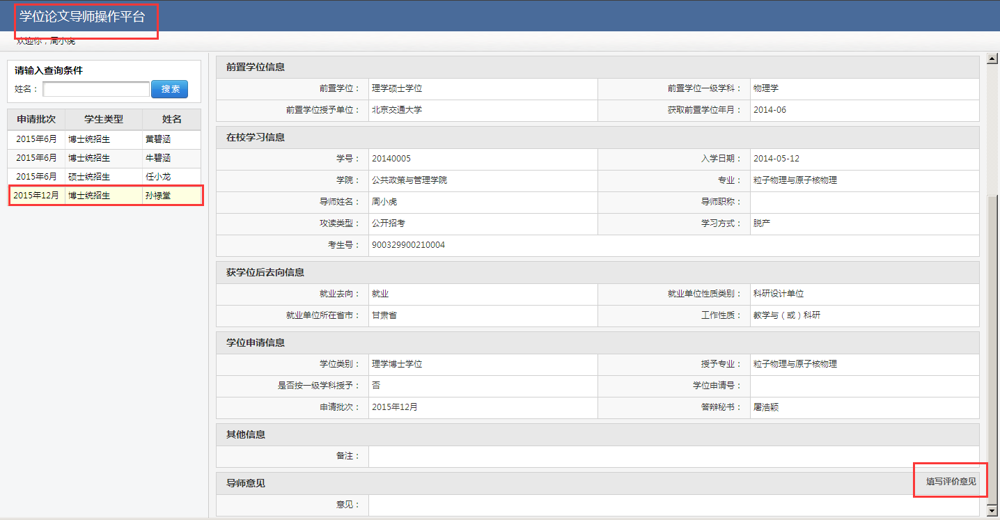 学位论文导师操作平台
欢迎你，周小虎
请输入查询条件
姓名： 搜索
申请批次 学生类型 姓名
2015年6月 博士统招生 黄碧涵
2015年6月 博士统招生 牛碧涵
2015年6月 硕士统招生 任小龙
2015年12月 博士统招生 孙禄堂
前置学位信息
前置学位： 理学硕士学位 前置学位一级学科： 物理学
前置学位授予单位： 北京交通大学 获取前置学位年月： 2014-06
在校学习信息
学号： 20140005 入学日期： 2014-05-12
学院： 公共政策与管理学院 专业： 粒子物理与原子核物理
导师姓名： 周小虎 导师职称：
攻读类型： 公开招考 学习方式： 脱产
考生号： 900329900210004
获学位后去向信息
就业去向： 就业 就业单位性质类别： 科研设计单位
就业单位所在省市： 甘肃省 工作性质： 教学与（或）科研
学位申请信息
学位类别： 理学博士学位 授予专业： 粒子物理与原子核物理
是否按一级学科授予： 否 学位申请号：
申请批次： 2015年12月 答辩秘书： 屠浩颖
其他信息
备注：
导师意见 填写评价意见
意见：